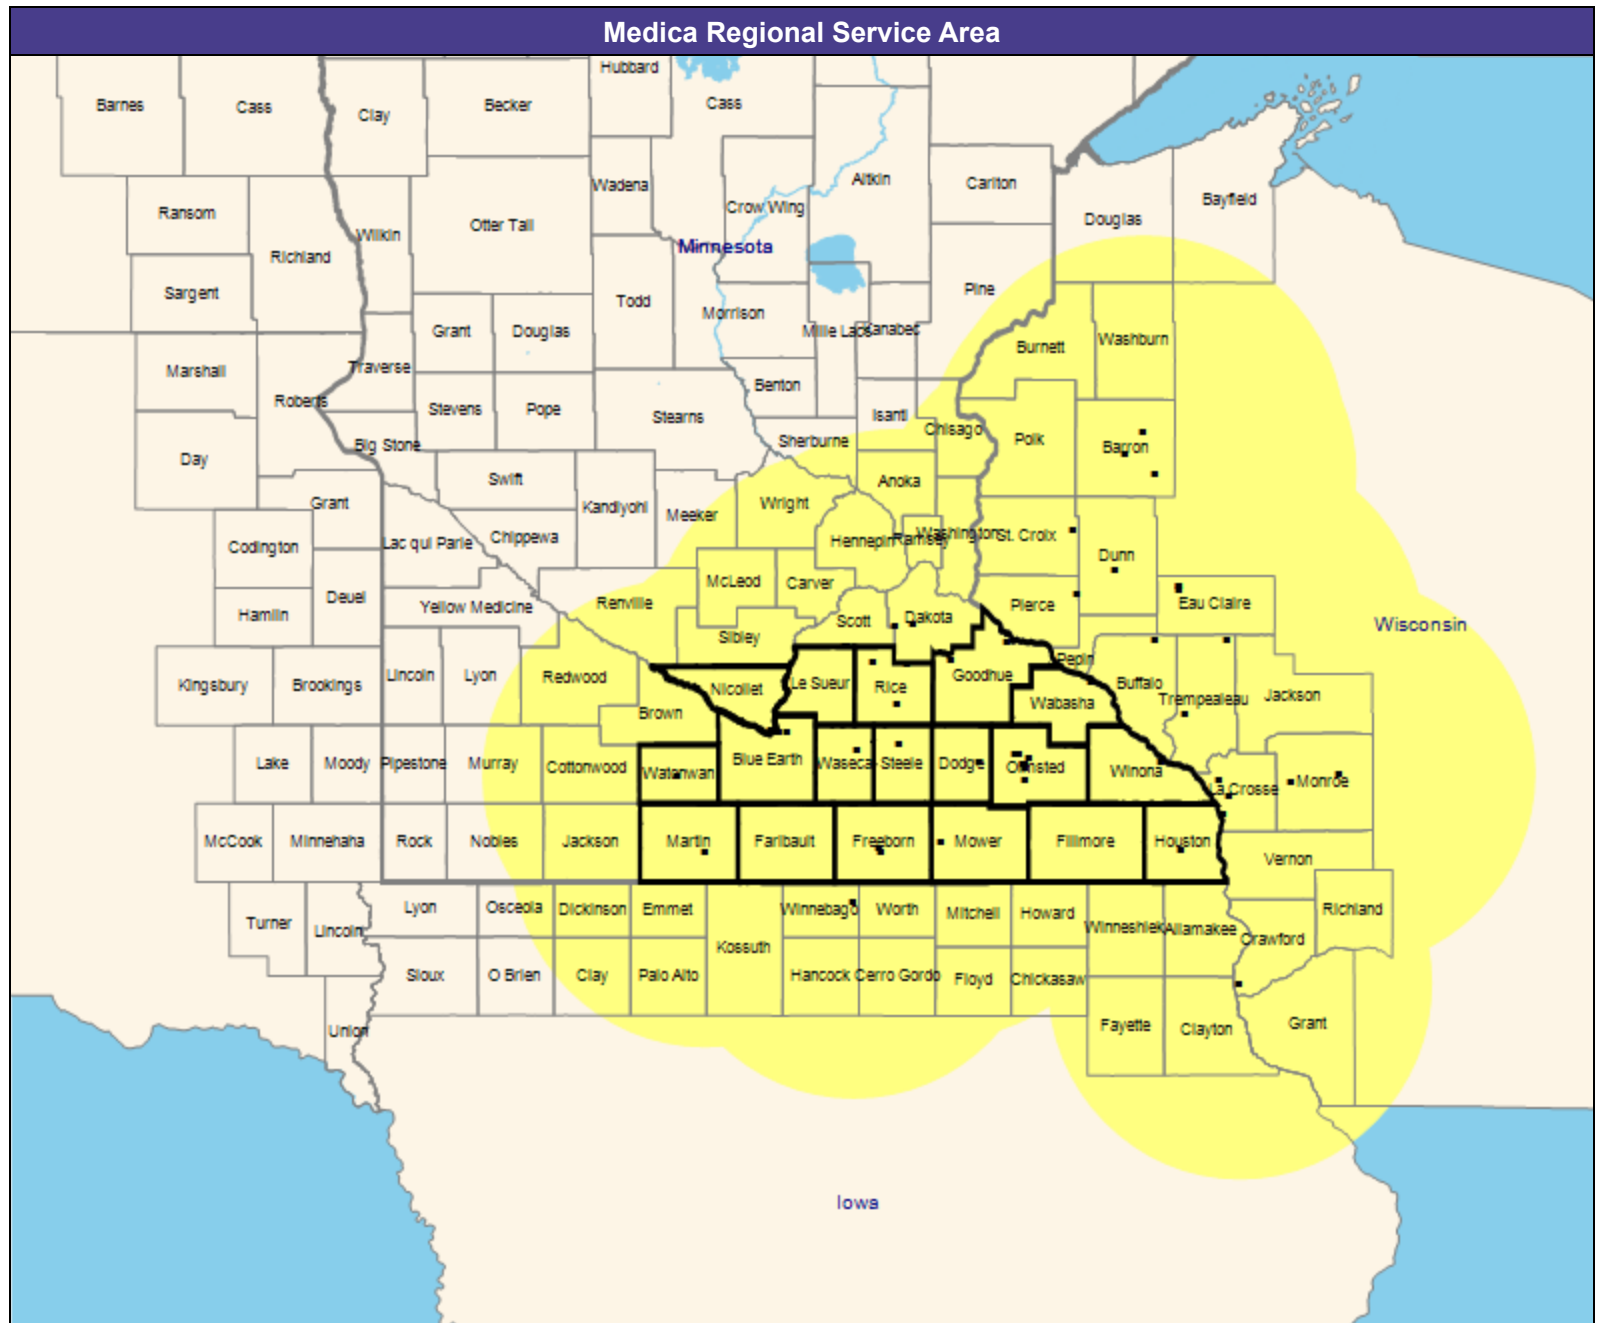 Medica Regional Service Area
Hubbard
Barnes
Cass
Clay
Becker
Cass
Wadena
Aitkin
Carlton
Ransom
Crow Wing
Douglas
Bayfield
Otter Tail
Wilkin
Minnesota
Richland
Sargent
Todd
Pine
Morrison
Grant
Douglas
Mille Lacs
Kanabec
Washburn
Burnett
Marshall
Traverse
Benton
Roberts
Stevens
Pope
Stearns
Isanti
Chisago
Polk
Sherburne
Big Stone
Barron
Day
Swift
Anoka
Grant
Wright
Kandiyohi
Meeker
Codington
Lac qui Parle
Chippewa
Hennepin
Ramsey
Washington
St. Croix
Dunn
McLeod
Carver
Deuel
Yellow Medicine
Renville
Pierce
Eau Claire
Hamlin
Scott
Dakota
Wisconsin
Sibley
Pepin
Kingsbury
Brookings
Lincoln
Lyon
Redwood
Nicollet
Le Sueur
Rice
Goodhue
Buffalo
Trempealeau
Jackson
Wabasha
Brown
Lake
Moody
Pipestone
Murray
Cottonwood
Watonwan
Blue Earth
Waseca
Steele
Dodge
Olmsted
Winona
La Crosse
Monroe
McCook
Minnehaha
Rock
Nobles
Jackson
Martin
Faribault
Freeborn
Mower
Fillmore
Houston
Vernon
Turner
Lincoln
Lyon
Osceola
Dickinson
Emmet
Winnebago
Worth
Mitchell
Howard
Winneshiek
Allamakee
Crawford
Richland
Kossuth
Sioux
O Brien
Clay
Palo Alto
Hancock
Cerro Gordo
Floyd
Chickasaw
Union
Fayette
Clayton
Grant
Iowa